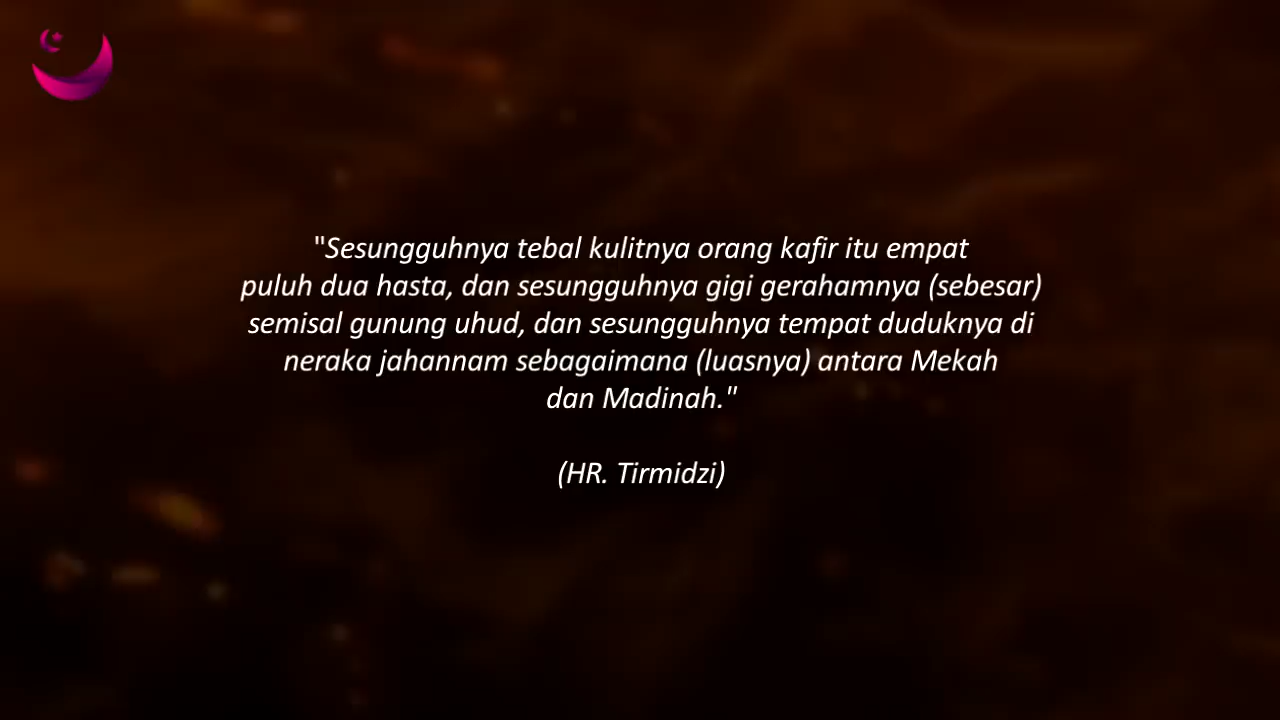 "Sesungguhnya tebal kulitnya orang kafir itu empat
puluh dua hasta, dan sesungguhnya gigi gerahamnya (sebesar)
semisal gunung uhud, dan sesungguhnya tempat duduknya di
neraka jahannam sebagaimana (luasnya) antara Mekah
dan Madinah."
(HR. Tirmidzi)